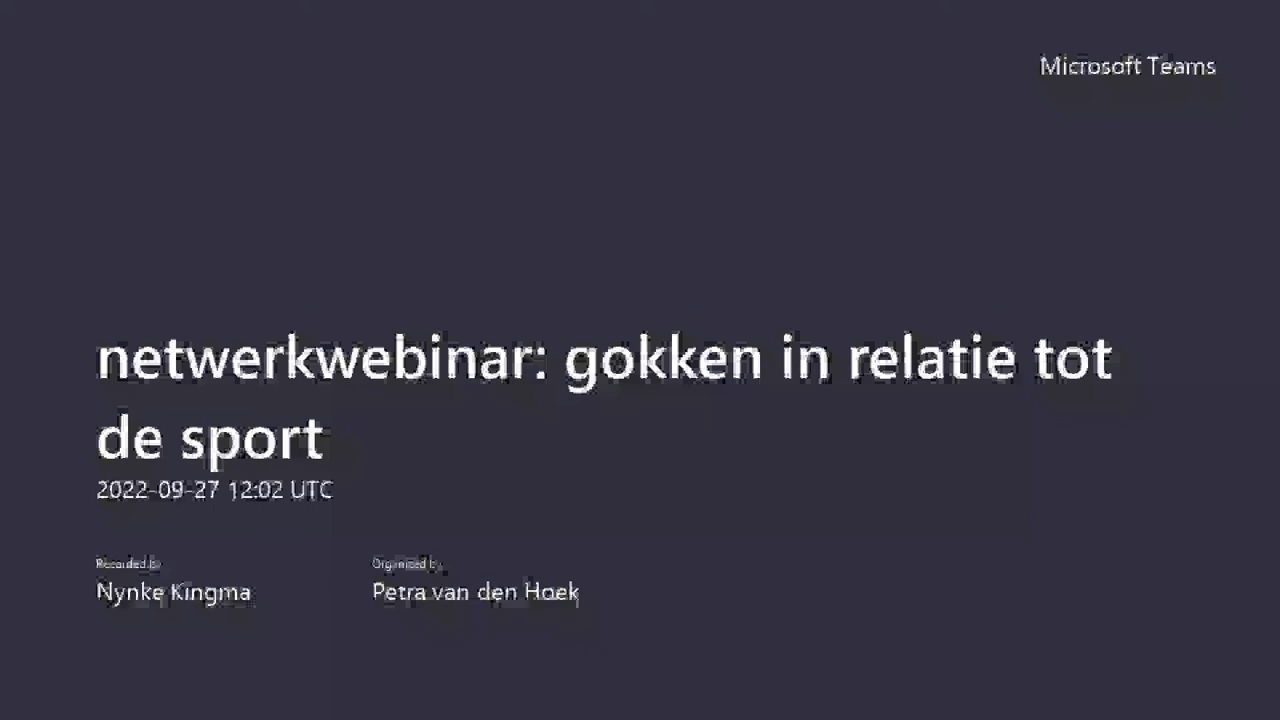 Microsoft Teams
netwerkwebinar: gokken in relatie tot
de sport
2022-09-27 12:02 UTC
Recorded by
Organized by
Nynke Kingma
Petra van den Hoek